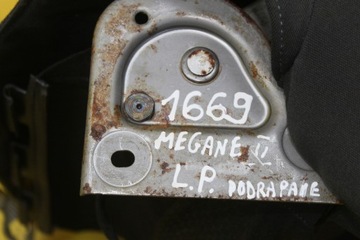 1669
MEGANE II
L.P. PODRAPANE